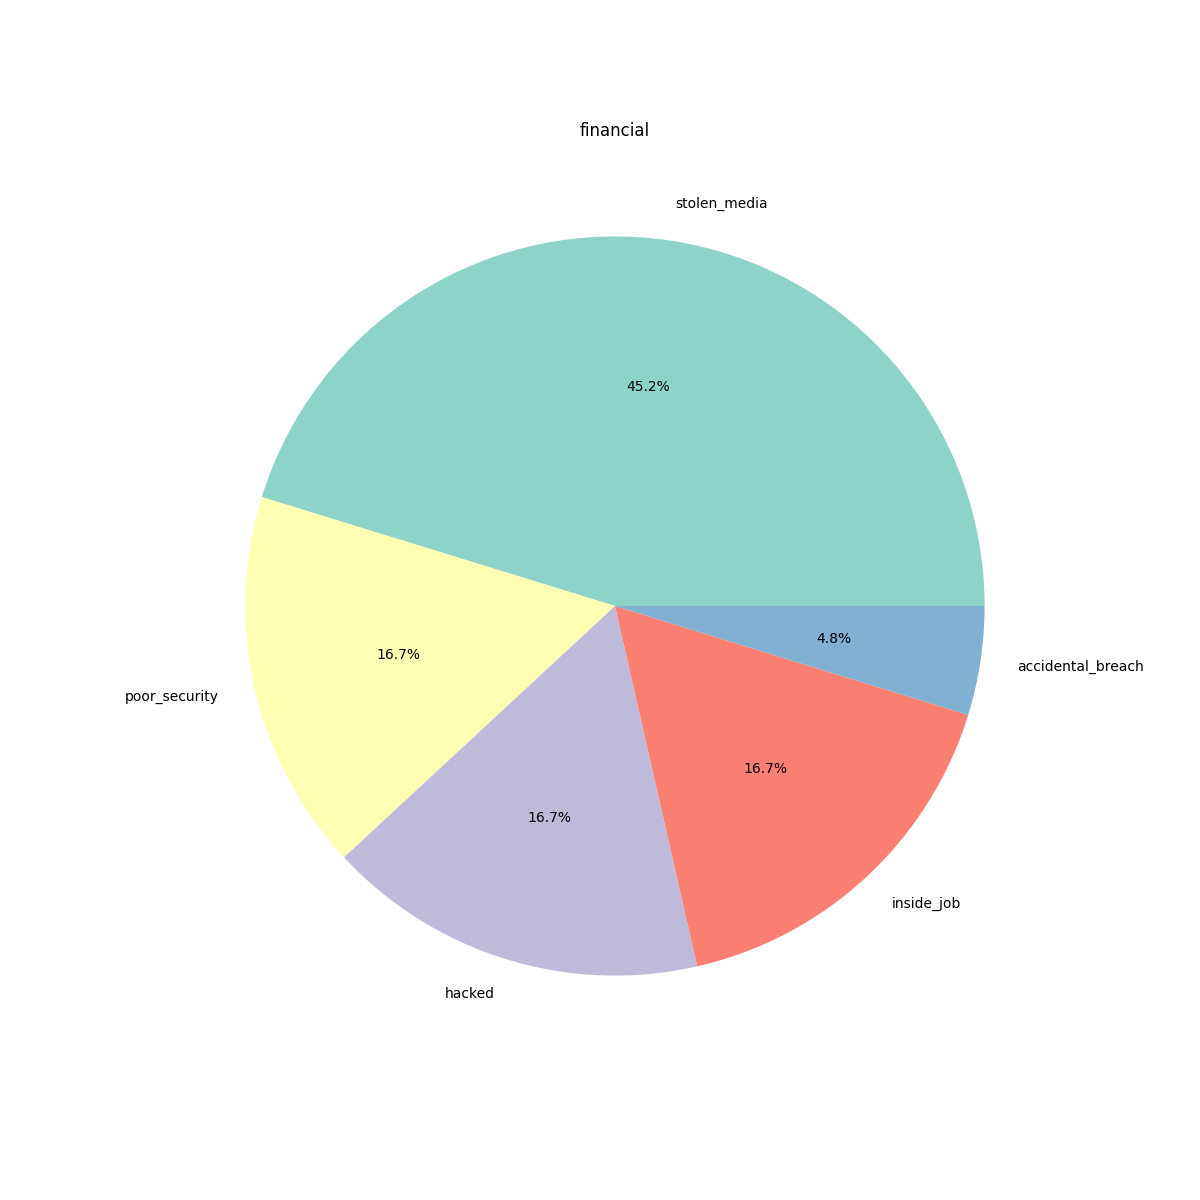 financial
stolen_media
45.2%
16.7%
poor_security
16.7%
hacked
16.7%
inside_job
4.8%
accidental_breach